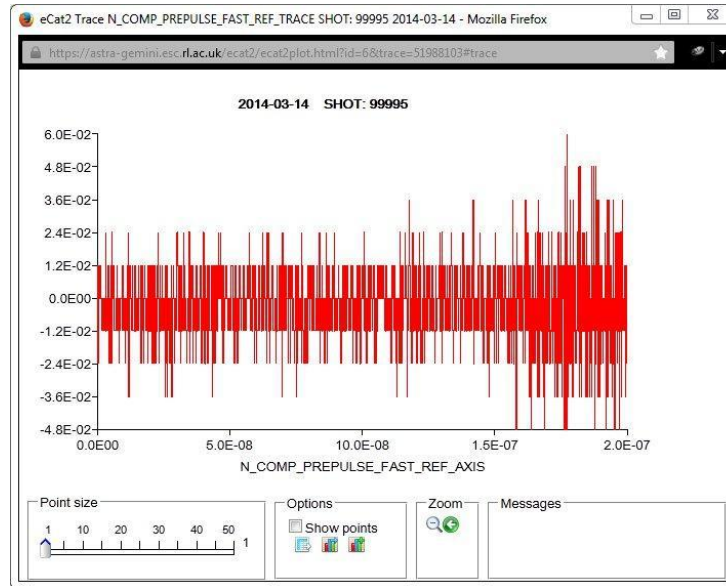 eCat2 Trace N_COMP_PREPULSE_FAST_REF_TRACE SHOT: 99995 2014-03-14 - Mozilla Firefox
https://astra-gemini.esc.rl.ac.uk/ecat2/ecat2plot.html?id=6&trace=51988103#trace
2014-03-14 SHOT: 99995
6.0E-02
4.8E-02
3.6E-02
2.4E-02
1.2E-02
0.0E00
-1.2E-02
-2.4E-02
-3.6E-02
-4.8E-02
0.0E00 5.0E-08 1.0E-07 1.5E-07 2.0E-07
N_COMP_PREPULSE_FAST_REF_AXIS
Point size Options Zoom Messages
1 10 20 30 40 50 1
Show points